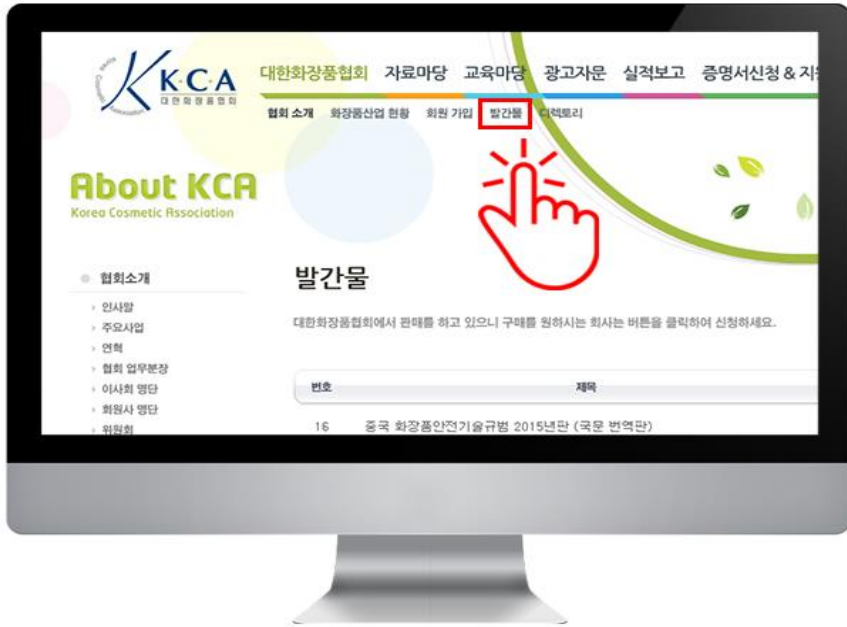 K·C·A
대한화장품협회
대한화장품협회 자료마당 교육마당 광고자문 실적보고 증명서신청 & 지
협회 소개 화장품산업 현황 회원 가입 발간물 디렉토리
About KCA
Korea Cosmetic Association
협회소개
인사말
주요사업
연혁
협회 업무분장
이사회 명단
회원사 명단
위원회
발간물
대한화장품협회에서 판매를 하고 있으니 구매를 원하시는 회사는 버튼을 클릭하여 신청하세요.
번호 제목
16 중국 화장품안전기술규범 2015년판 (국문 번역판)